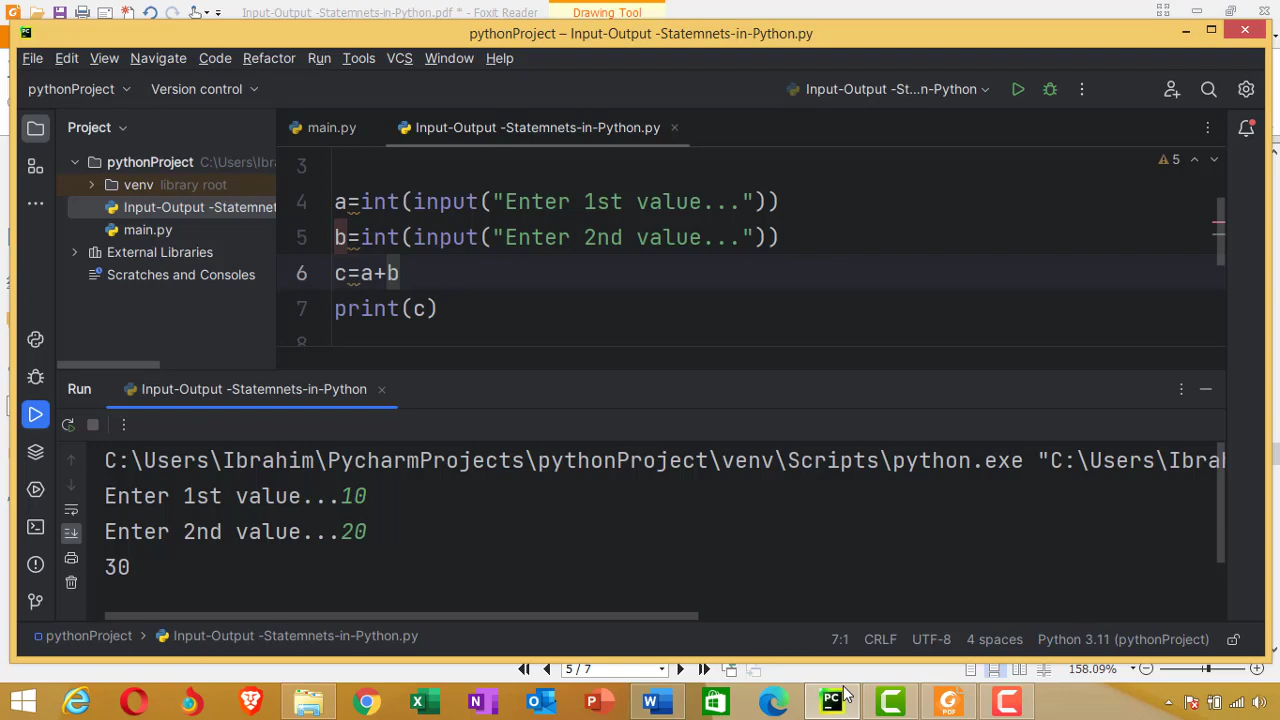 Input-Output -Statemnets-in-Python.pdf * - Foxit Reader
Drawing Tool
pythonProject – Input-Output -Statemnets-in-Python.py
File Edit View Navigate Code Refactor Run Tools VCS Window Help
pythonProject Version control Input-Output -St...n-Python
Project main.py Input-Output -Statemnets-in-Python.py
pythonProject C:\Users\Ibrahi
venv library root
Input-Output -Statemnet
main.py
External Libraries
Scratches and Consoles
3
5
4 a=int(input("Enter 1st value..."))
5 b=int(input("Enter 2nd value..."))
6 c=a+b
7 print(c)
8
Run Input-Output -Statemnets-in-Python
C:\Users\Ibrahim\PycharmProjects\pythonProject\venv\Scripts\python.exe "C:\Users\Ibrah
Enter 1st value...10
Enter 2nd value...20
30
pythonProject > Input-Output -Statemnets-in-Python.py 7:1 CRLF UTF-8 4 spaces Python 3.11 (pythonProject)
5 / 7 158.09%